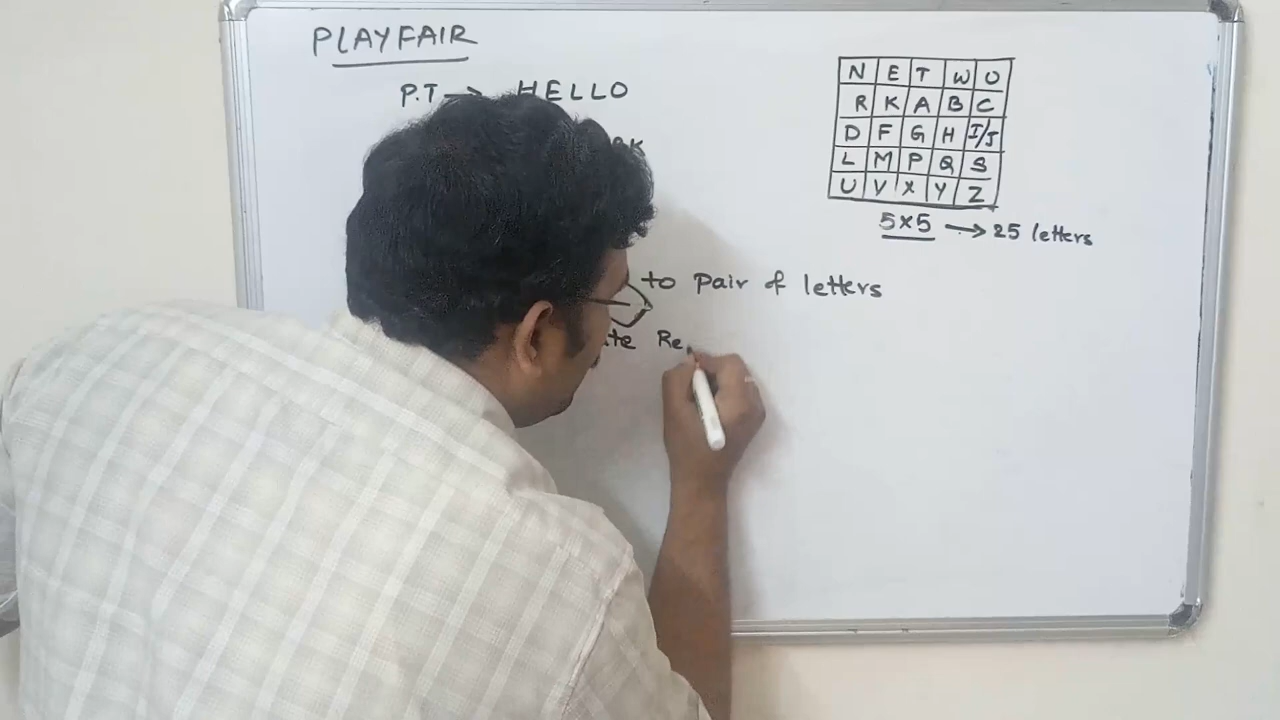 PLAYFAIR
P.T → HELLO
N E T W O
R K A B C
D F G H I/J
L M P Q S
U V X Y Z
5×5 → 25 letters
to Pair of letters
Re